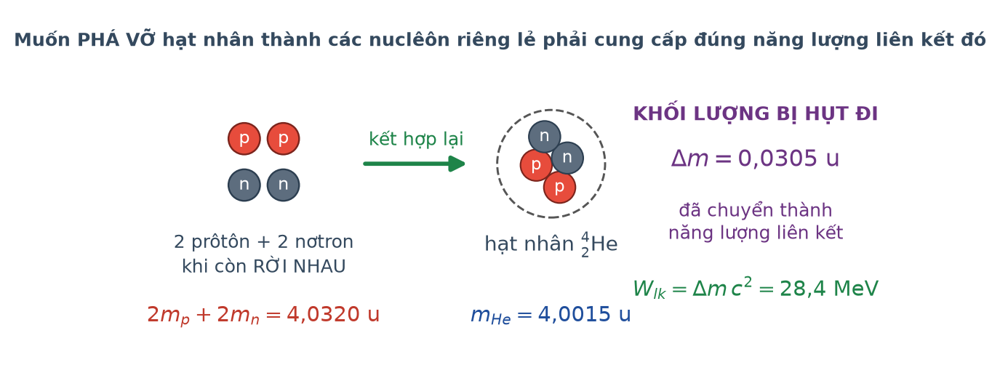 Muốn PHÁ VỠ hạt nhân thành các nuclêôn riêng lẻ phải cung cấp đúng năng lượng liên kết đó
p p
n n
2 prôtôn + 2 nơtron
khi còn RỜI NHAU
2m_p + 2m_n = 4,0320 u
kết hợp lại
n
n
p
p
hạt nhân ⁴₂He
m_He = 4,0015 u
KHỐI LƯỢNG BỊ HỤT ĐI
Δm = 0,0305 u
đã chuyển thành
năng lượng liên kết
W_lk = Δm c² = 28,4 MeV